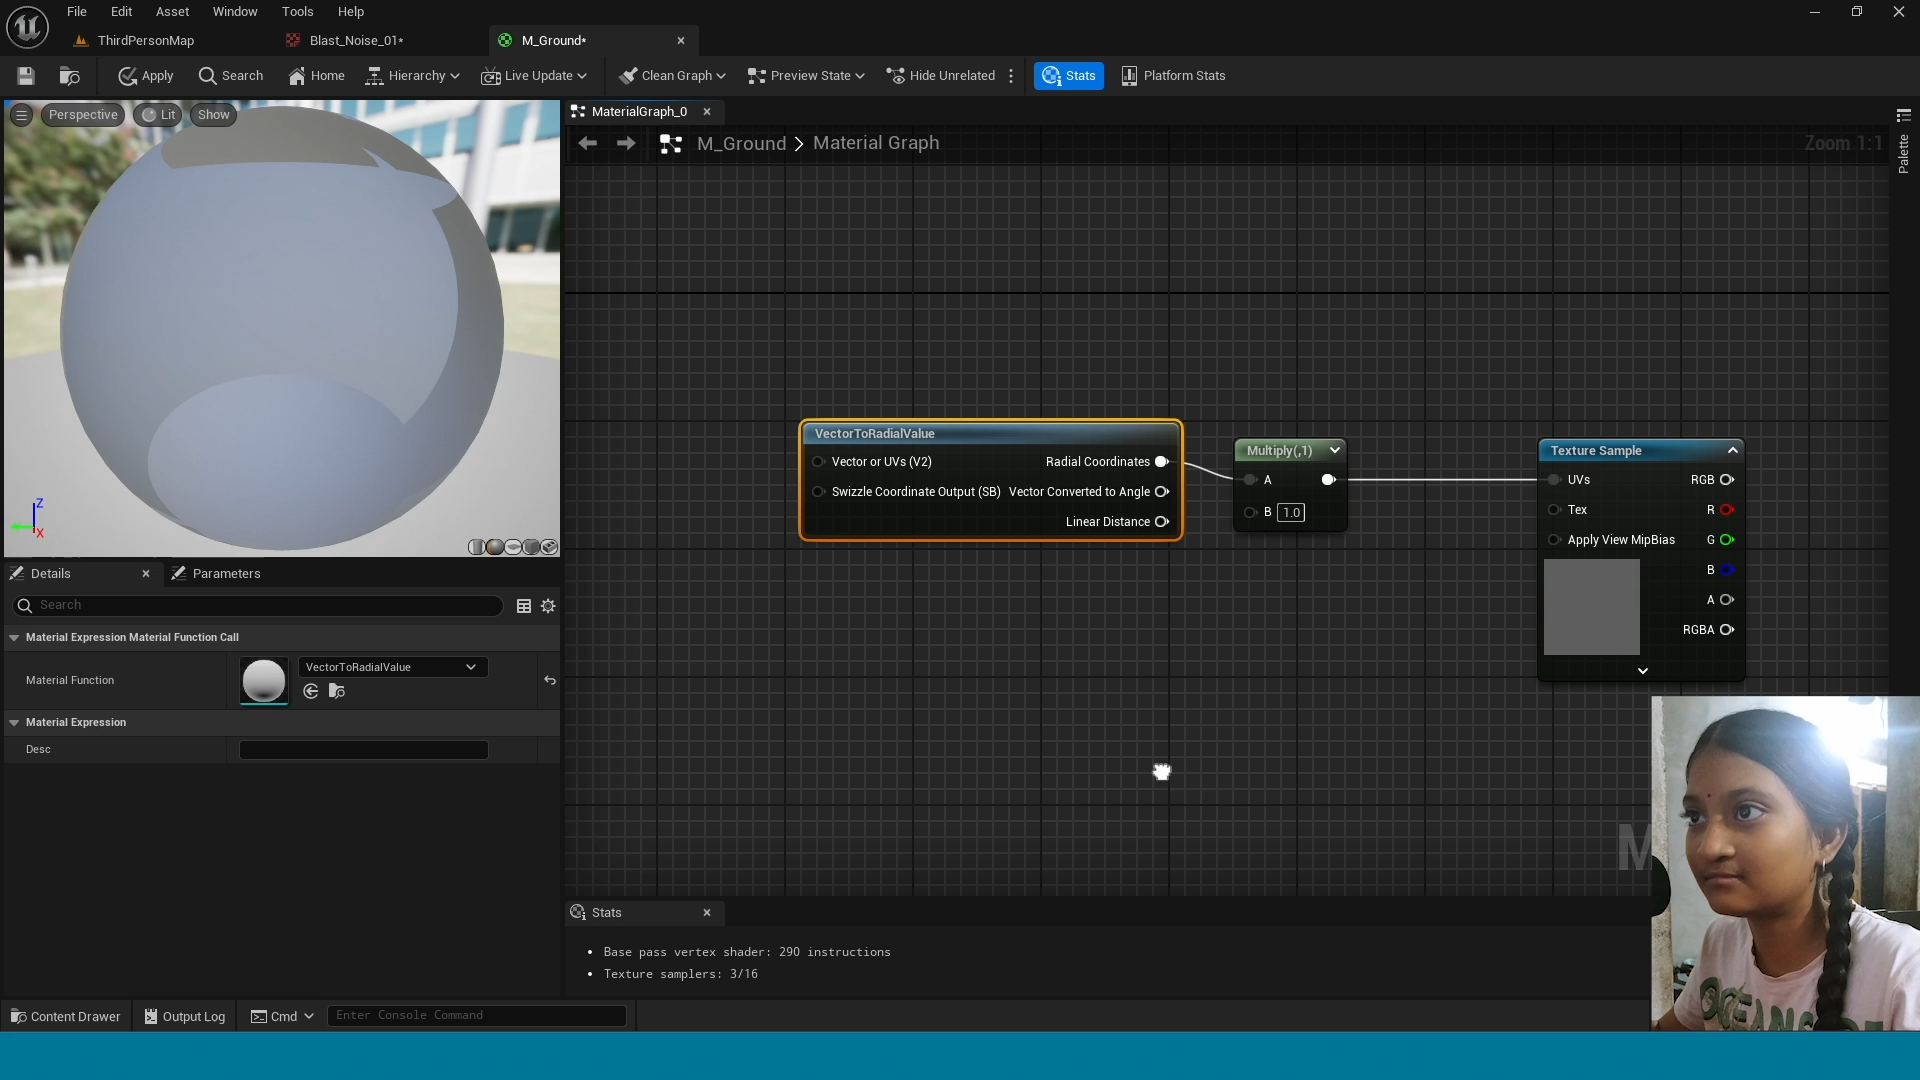 File Edit Asset Window Tools Help
ThirdPersonMap
Blast_Noise_01*
M_Ground*
Apply
Search
Home
Hierarchy
Live Update
Clean Graph
Preview State
Hide Unrelated
Stats
Platform Stats
Perspective
Lit
Show
MaterialGraph_0
M_Ground > Material Graph
Zoom 1:1
Palette
VectorToRadialValue
Vector or UVs (V2)
Radial Coordinates
Swizzle Coordinate Output (SB)
Vector Converted to Angle
Linear Distance
Multiply(,1)
A
B 1.0
Texture Sample
UVs
RGB
Tex
R
Apply View MipBias
G
B
A
RGBA
Z
X
Details
Parameters
Search
Material Expression Material Function Call
Material Function
VectorToRadialValue
Material Expression
Desc
Stats
• Base pass vertex shader: 290 instructions
• Texture samplers: 3/16
Content Drawer
Output Log
Cmd
Enter Console Command